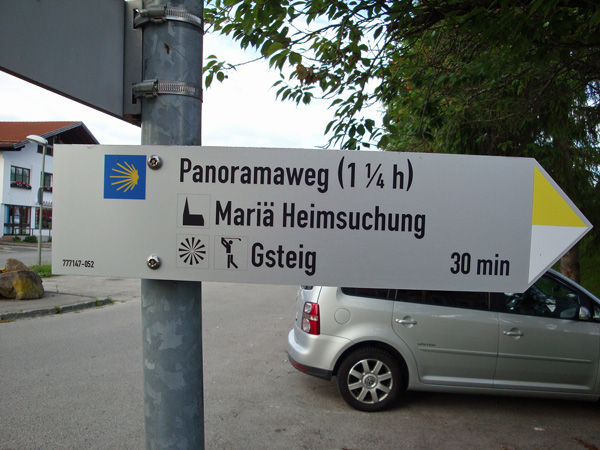 Panoramaweg (1 ¼ h)
Mariä Heimsuchung
Gsteig 30 min
777147-052